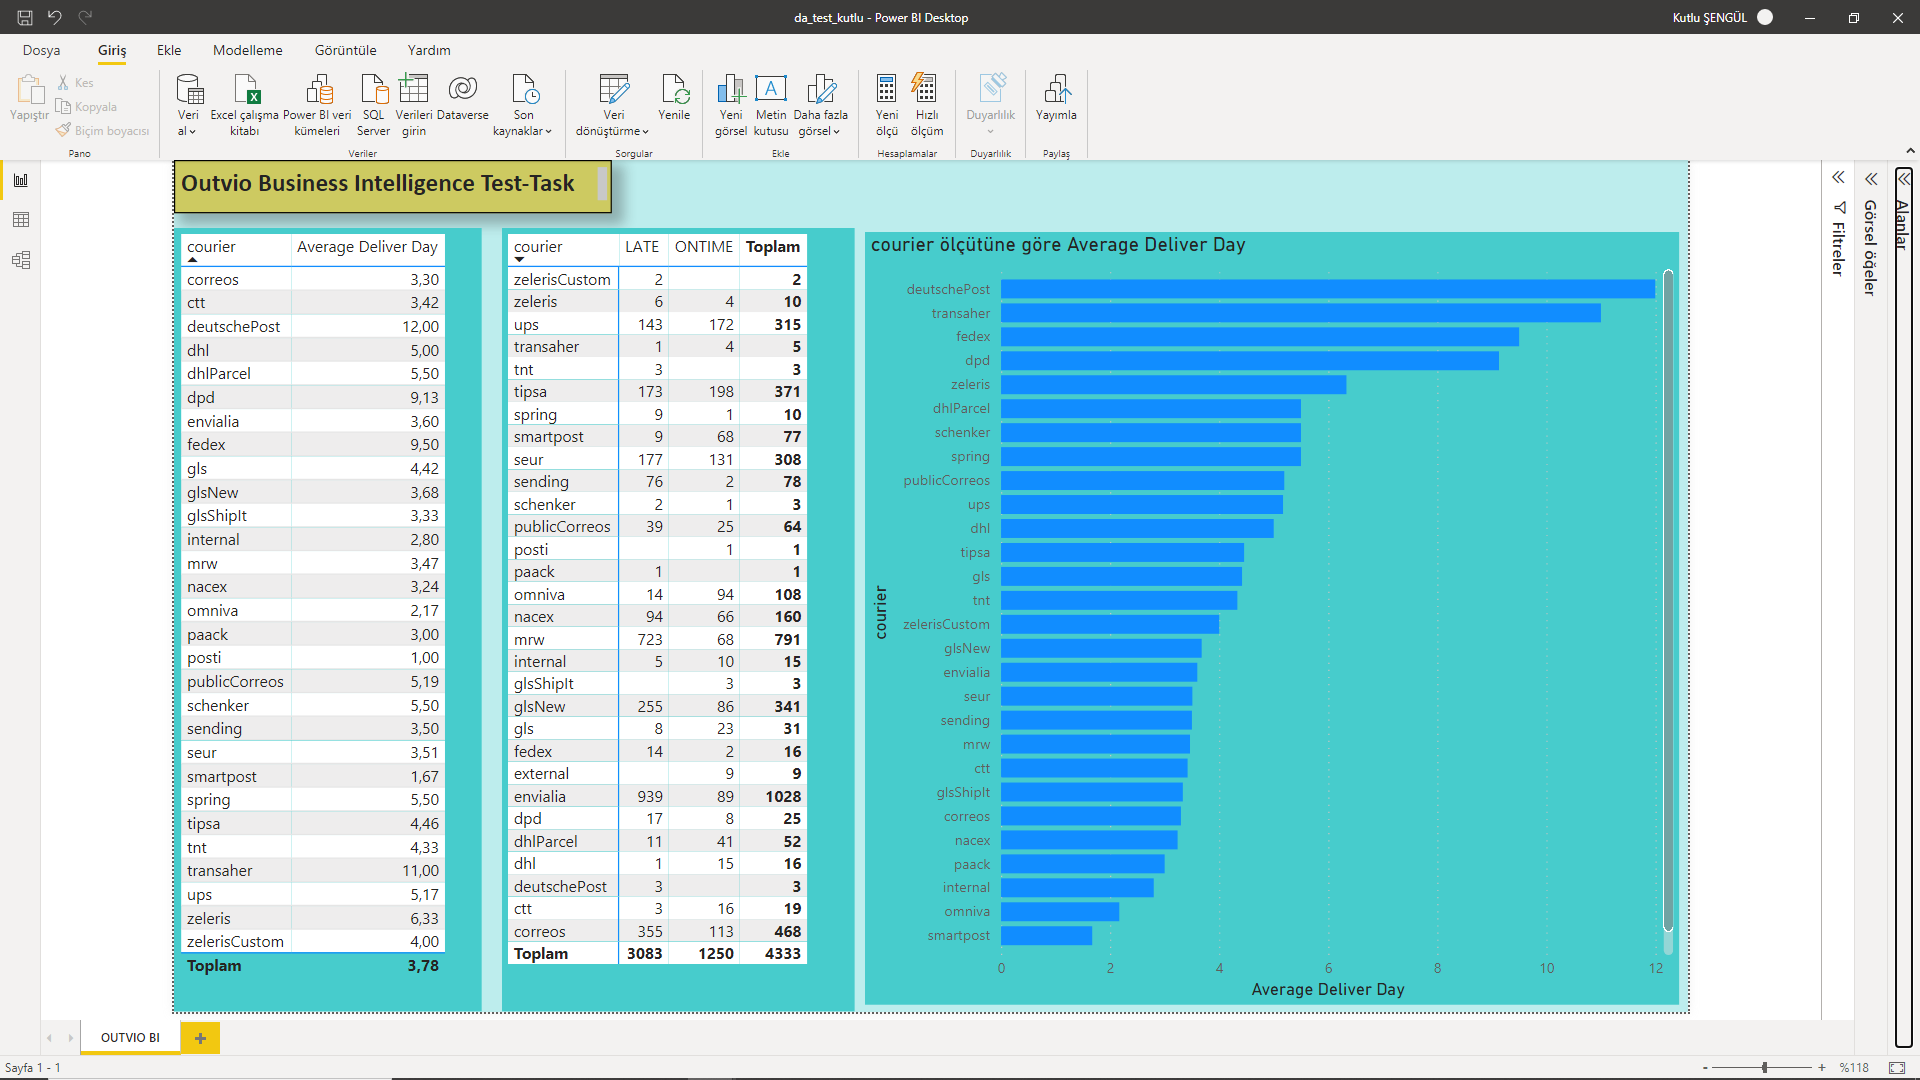 da_test_kutlu - Power BI Desktop
Kutlu ŞENGÜL
Dosya Giriş Ekle Modelleme Görüntüle Yardım
Yapıştır
Kes
Kopyala
Biçim boyacısı
Pano
Veri al
Excel çalışma kitabı
Power BI veri kümeleri
SQL Server
Verileri girin
Dataverse
Son kaynaklar
Veriler
Veri dönüştürme
Yenile
Sorgular
Yeni görsel
Metin kutusu
Daha fazla görsel
Ekle
Yeni ölçü
Hızlı ölçüm
Hesaplamalar
Duyarlılık
Duyarlılık
Yayımla
Paylaş
Outvio Business Intelligence Test-Task
courier Average Deliver Day
correos 3,30
ctt 3,42
deutschePost 12,00
dhl 5,00
dhlParcel 5,50
dpd 9,13
envialia 3,60
fedex 9,50
gls 4,42
glsNew 3,68
glsShipIt 3,33
internal 2,80
mrw 3,47
nacex 3,24
omniva 2,17
paack 3,00
posti 1,00
publicCorreos 5,19
schenker 5,50
sending 3,50
seur 3,51
smartpost 1,67
spring 5,50
tipsa 4,46
tnt 4,33
transaher 11,00
ups 5,17
zeleris 6,33
zelerisCustom 4,00
Toplam 3,78
courier LATE ONTIME Toplam
zelerisCustom 2 2
zeleris 6 4 10
ups 143 172 315
transaher 1 4 5
tnt 3 3
tipsa 173 198 371
spring 9 1 10
smartpost 9 68 77
seur 177 131 308
sending 76 2 78
schenker 2 1 3
publicCorreos 39 25 64
posti 1 1
paack 1 1
omniva 14 94 108
nacex 94 66 160
mrw 723 68 791
internal 5 10 15
glsShipIt 3 3
glsNew 255 86 341
gls 8 23 31
fedex 14 2 16
external 9 9
envialia 939 89 1028
dpd 17 8 25
dhlParcel 11 41 52
dhl 1 15 16
deutschePost 3 3
ctt 3 16 19
correos 355 113 468
Toplam 3083 1250 4333
courier ölçütüne göre Average Deliver Day
courier
deutschePost
transaher
fedex
dpd
zeleris
dhlParcel
schenker
spring
publicCorreos
ups
dhl
tipsa
gls
tnt
zelerisCustom
glsNew
envialia
seur
sending
mrw
ctt
glsShipIt
correos
nacex
paack
internal
omniva
smartpost
0 2 4 6 8 10 12
Average Deliver Day
Filtreler
Görsel öğeler
Alanlar
OUTVIO BI
Sayfa 1 - 1
- + %118